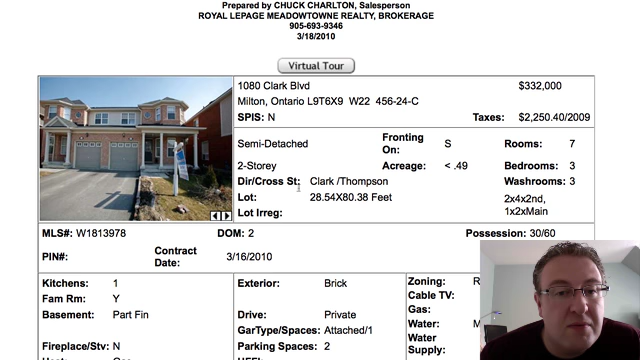 Prepared by CHUCK CHARLTON, Salesperson
ROYAL LEPAGE MEADOWTOWNE REALTY, BROKERAGE
905-693-9346
3/18/2010
Virtual Tour
1080 Clark Blvd $332,000
Milton, Ontario L9T6X9 W22 456-24-C
SPIS: N Taxes: $2,250.40/2009
Semi-Detached Fronting On: S Rooms: 7
2-Storey Acreage: < .49 Bedrooms: 3
Dir/Cross St: Clark /Thompson Washrooms: 3
Lot: 28.54X80.38 Feet 2x4x2nd,
Lot Irreg: 1x2xMain
MLS#: W1813978 DOM: 2 Possession: 30/60
PIN#: Contract Date: 3/16/2010
Kitchens: 1 Exterior: Brick Zoning: R
Fam Rm: Y Cable TV:
Basement: Part Fin Drive: Private Gas:
GarType/Spaces: Attached/1 Water: M
Fireplace/Stv: N Parking Spaces: 2 Water Supply: